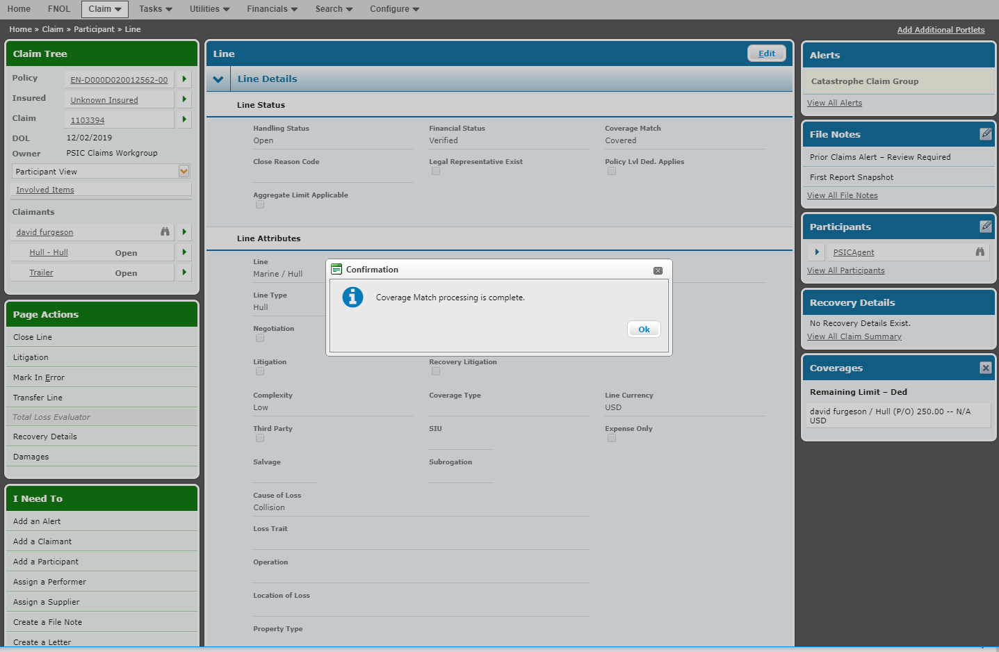 Home FNOL Claim Tasks Utilities Financials Search Configure
Home » Claim » Participant » Line
Add Additional Portlets
Claim Tree
Policy EN-D000D020012562-00
Insured Unknown Insured
Claim 1103394
DOL 12/02/2019
Owner PSIC Claims Workgroup
Participant View
Involved Items
Claimants
david furgeson
Hull - Hull Open
Trailer Open
Page Actions
Close Line
Litigation
Mark In Error
Transfer Line
Total Loss Evaluator
Recovery Details
Damages
I Need To
Add an Alert
Add a Claimant
Add a Participant
Assign a Performer
Assign a Supplier
Create a File Note
Create a Letter
Line
Edit
Line Details
Line Status
Handling Status Financial Status Coverage Match
Open Verified Covered
Close Reason Code Legal Representative Exist Policy Lvl Ded. Applies
Aggregate Limit Applicable
Line Attributes
Line
Marine / Hull
Line Type
Hull
Negotiation
Litigation Recovery Litigation
Complexity Coverage Type Line Currency
Low USD
Third Party SIU Expense Only
Salvage Subrogation
Cause of Loss
Collision
Loss Trait
Operation
Location of Loss
Property Type
Confirmation
Coverage Match processing is complete.
Ok
Alerts
Catastrophe Claim Group
View All Alerts
File Notes
Prior Claims Alert – Review Required
First Report Snapshot
View All File Notes
Participants
PSICAgent
View All Participants
Recovery Details
No Recovery Details Exist.
View All Claim Summary
Coverages
Remaining Limit – Ded
david furgeson / Hull (P/O) 250.00 -- N/A
USD